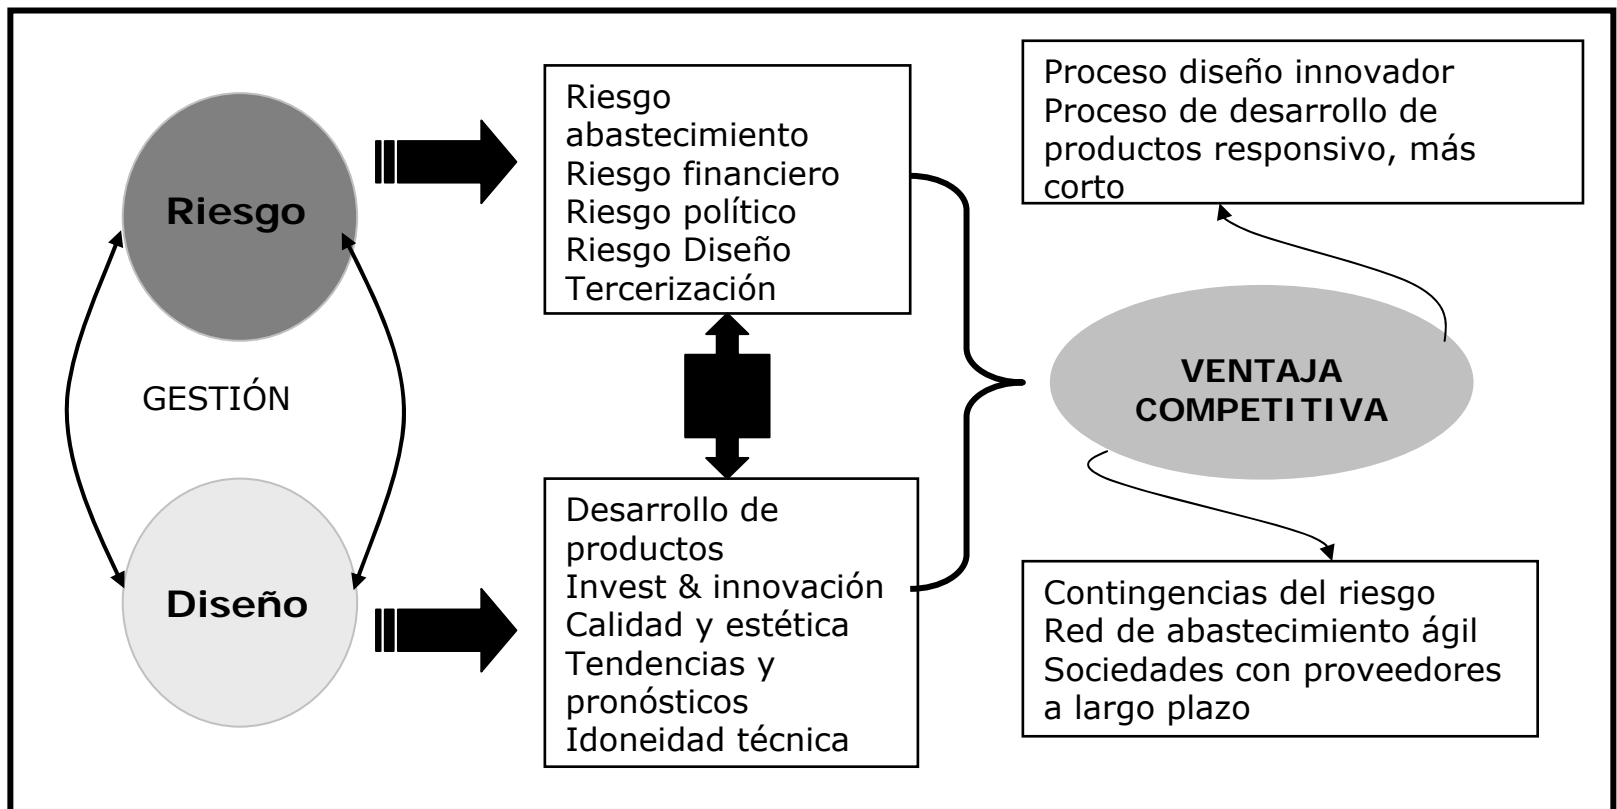 Riesgo
GESTIÓN
Diseño
Riesgo
abastecimiento
Riesgo financiero
Riesgo político
Riesgo Diseño
Tercerización
Desarrollo de
productos
Invest & innovación
Calidad y estética
Tendencias y
pronósticos
Idoneidad técnica
Proceso diseño innovador
Proceso de desarrollo de
productos responsivo, más
corto
VENTAJA
COMPETITIVA
Contingencias del riesgo
Red de abastecimiento ágil
Sociedades con proveedores
a largo plazo